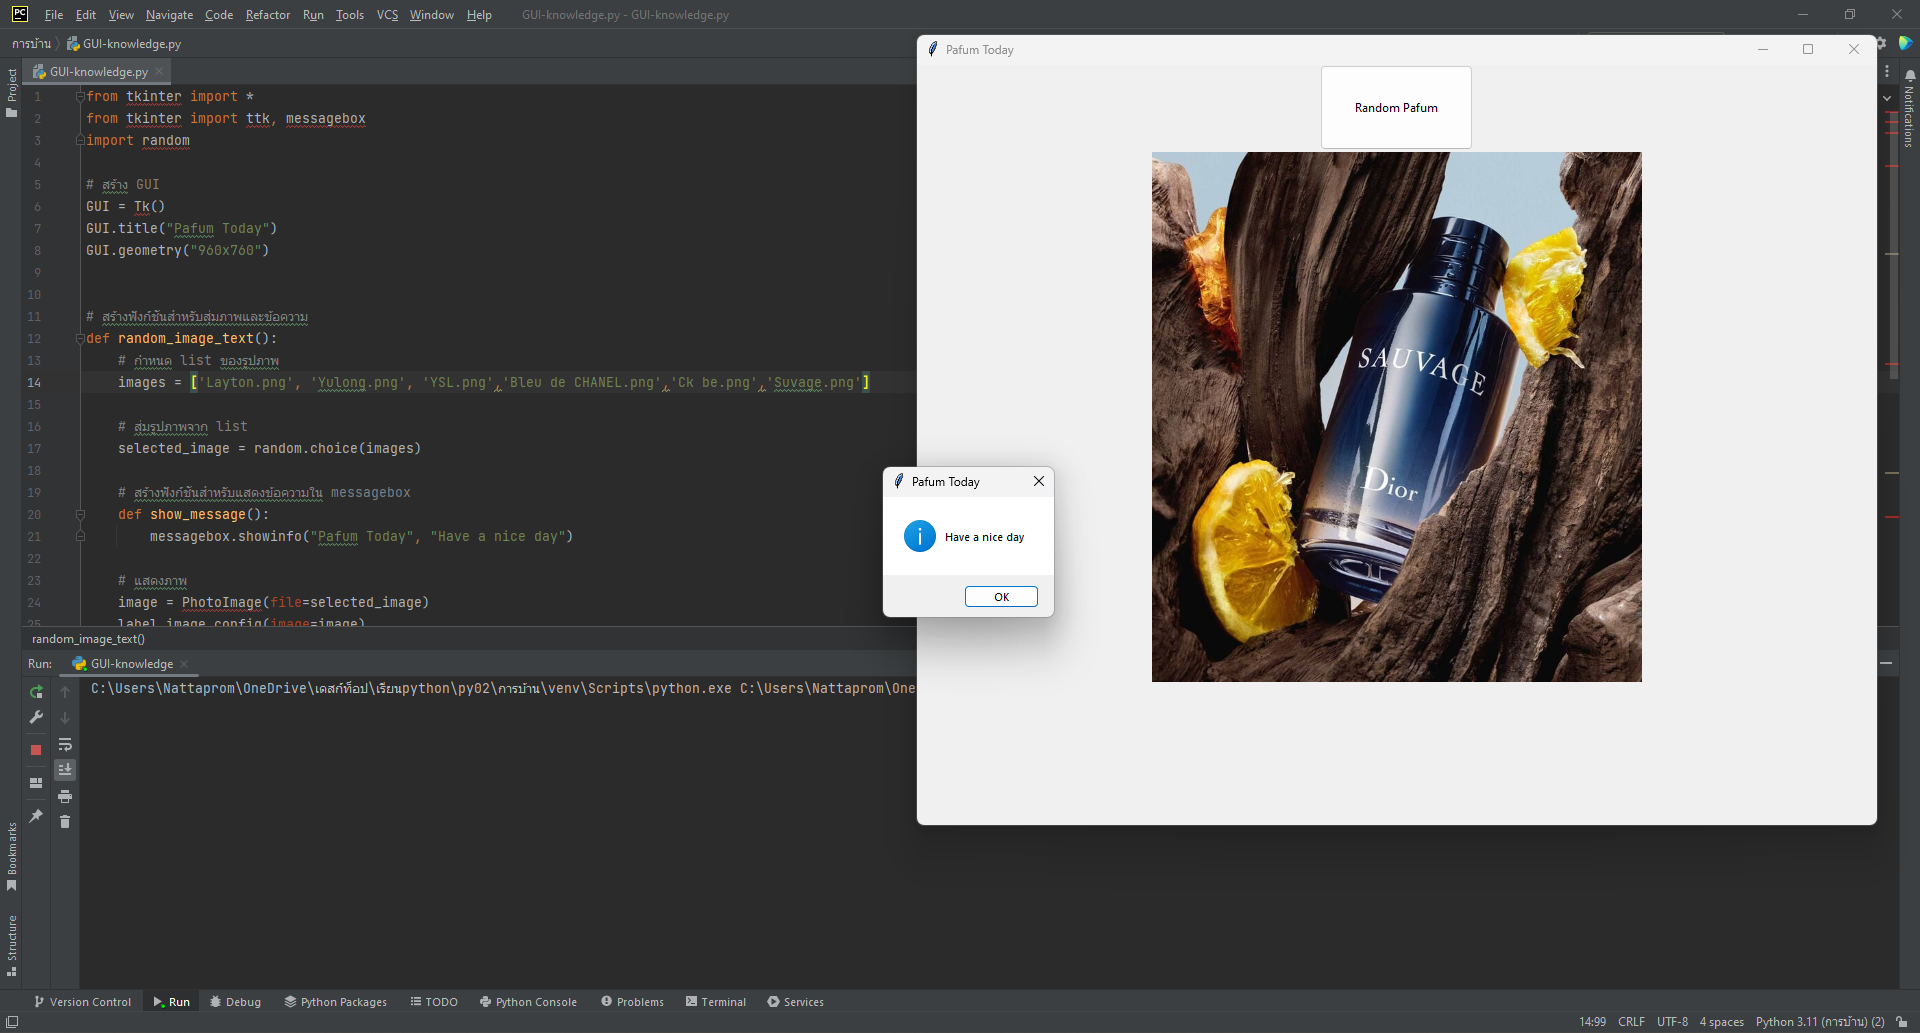 File Edit View Navigate Code Refactor Run Tools VCS Window Help GUI-knowledge.py - GUI-knowledge.py
การบ้าน GUI-knowledge.py
GUI-knowledge.py
Project
1 from tkinter import *
2 from tkinter import ttk, messagebox
3 import random
4
5 # สร้าง GUI
6 GUI = Tk()
7 GUI.title("Pafum Today")
8 GUI.geometry("960x760")
9
10
11 # สร้างฟังก์ชันสำหรับสุ่มภาพและข้อความ
12 def random_image_text():
13 # กำหนด list ของรูปภาพ
14 images = ['Layton.png', 'Yulong.png', 'YSL.png','Bleu de CHANEL.png','Ck be.png','Suvage.png']
15
16 # สุ่มรูปภาพจาก list
17 selected_image = random.choice(images)
18
19 # สร้างฟังก์ชันสำหรับแสดงข้อความใน messagebox
20 def show_message():
21 messagebox.showinfo("Pafum Today", "Have a nice day")
22
23 # แสดงภาพ
24 image = PhotoImage(file=selected_image)
25 label_image.config(image=image)
random_image_text()
Run: GUI-knowledge
C:\Users\Nattaprom\OneDrive\เดสก์ท็อป\เรียนpython\py02\การบ้าน\venv\Scripts\python.exe C:\Users\Nattaprom\One
Bookmarks
Structure
Pafum Today
Random Pafum
SAUVAGE
Dior
CD
Pafum Today
Have a nice day
OK
Notifications
Version Control Run Debug Python Packages TODO Python Console Problems Terminal Services
14:99 CRLF UTF-8 4 spaces Python 3.11 (การบ้าน) (2)
PC